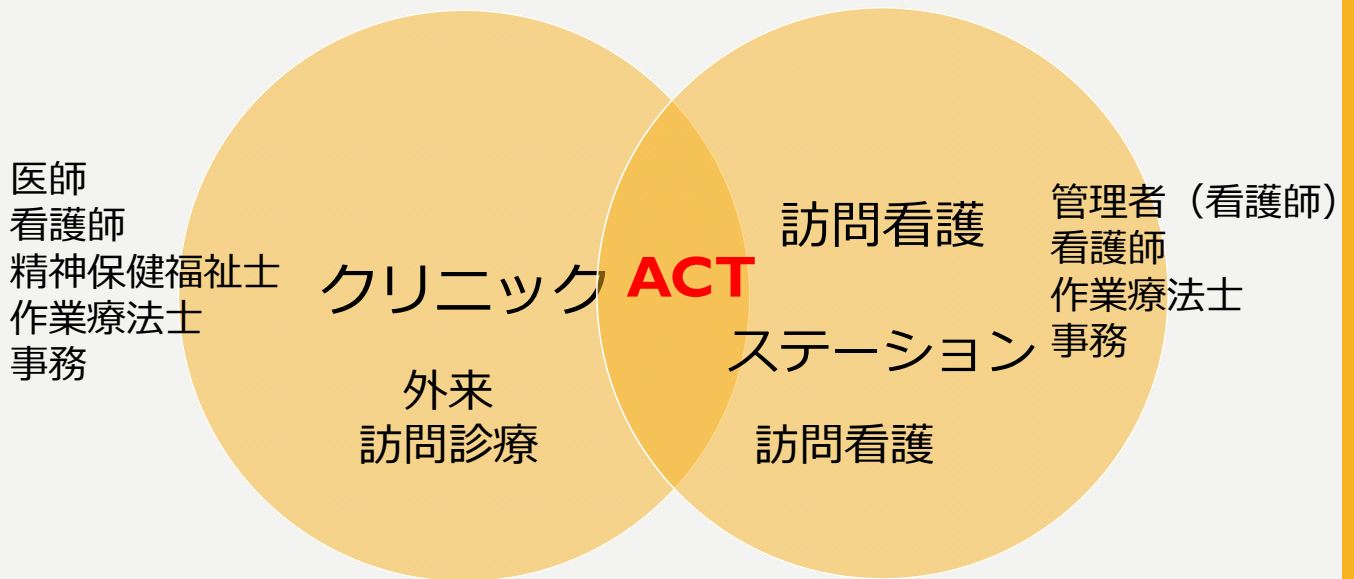 医師
看護師
精神保健福祉士
作業療法士
事務
クリニック
外来
訪問診療
ACT
訪問看護
ステーション
訪問看護
管理者（看護師）
看護師
作業療法士
事務